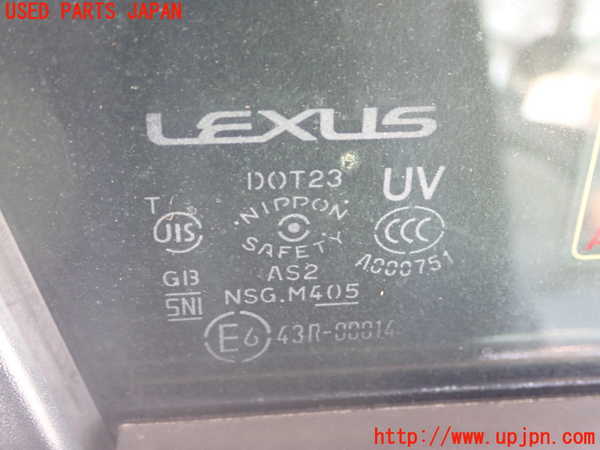 USED PARTS JAPAN
LEXUS
DOT23
UV
T
JIS
NIPPON
SAFETY
CCC
A000751
AS2
GB
SNI
NSG.M405
E6 43R-00014
http://www.upjpn.com/